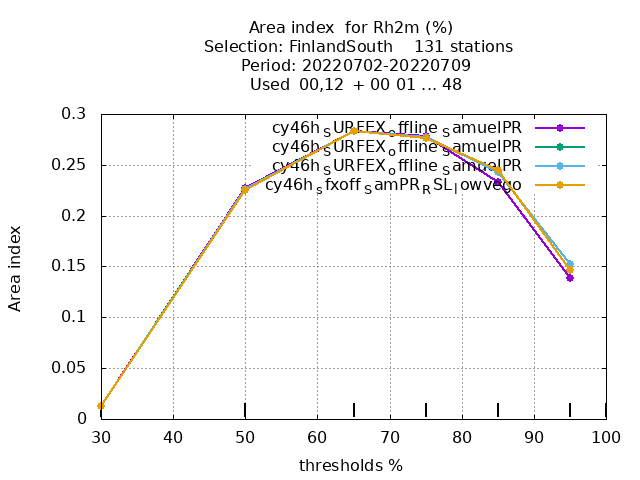 Area index  for Rh2m (%)
Selection: FinlandSouth    131 stations
Period: 20220702-20220709
Used  00,12  + 00 01 ... 48
cy46h_SURFEX_offline_SamuelPR
cy46h_SURFEX_offline_SamuelPR
cy46h_SURFEX_offline_SamuelPR
cy46h_sfxoff_SamPR_RSL_lowvego
0.3
0.25
0.2
0.15
0.1
0.05
0
Area index
30 40 50 60 70 80 90 100
thresholds %